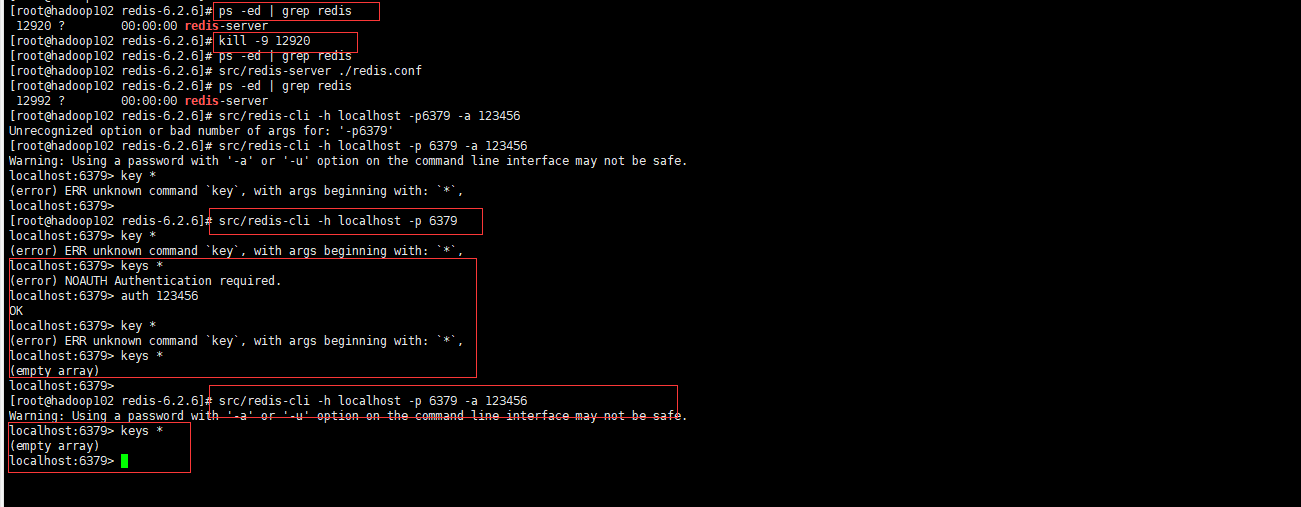 [root@hadoop102 redis-6.2.6]# ps -ed | grep redis
 12920 ?        00:00:00 redis-server
[root@hadoop102 redis-6.2.6]# kill -9 12920
[root@hadoop102 redis-6.2.6]# ps -ed | grep redis
[root@hadoop102 redis-6.2.6]# src/redis-server ./redis.conf
[root@hadoop102 redis-6.2.6]# ps -ed | grep redis
 12992 ?        00:00:00 redis-server
[root@hadoop102 redis-6.2.6]# src/redis-cli -h localhost -p6379 -a 123456
Unrecognized option or bad number of args for: '-p6379'
[root@hadoop102 redis-6.2.6]# src/redis-cli -h localhost -p 6379 -a 123456
Warning: Using a password with '-a' or '-u' option on the command line interface may not be safe.
localhost:6379> key *
(error) ERR unknown command `key`, with args beginning with: `*`,
localhost:6379>
[root@hadoop102 redis-6.2.6]# src/redis-cli -h localhost -p 6379
localhost:6379> key *
(error) ERR unknown command `key`, with args beginning with: `*`,
localhost:6379> keys *
(error) NOAUTH Authentication required.
localhost:6379> auth 123456
OK
localhost:6379> key *
(error) ERR unknown command `key`, with args beginning with: `*`,
localhost:6379> keys *
(empty array)
localhost:6379>
[root@hadoop102 redis-6.2.6]# src/redis-cli -h localhost -p 6379 -a 123456
Warning: Using a password with '-a' or '-u' option on the command line interface may not be safe.
localhost:6379> keys *
(empty array)
localhost:6379>